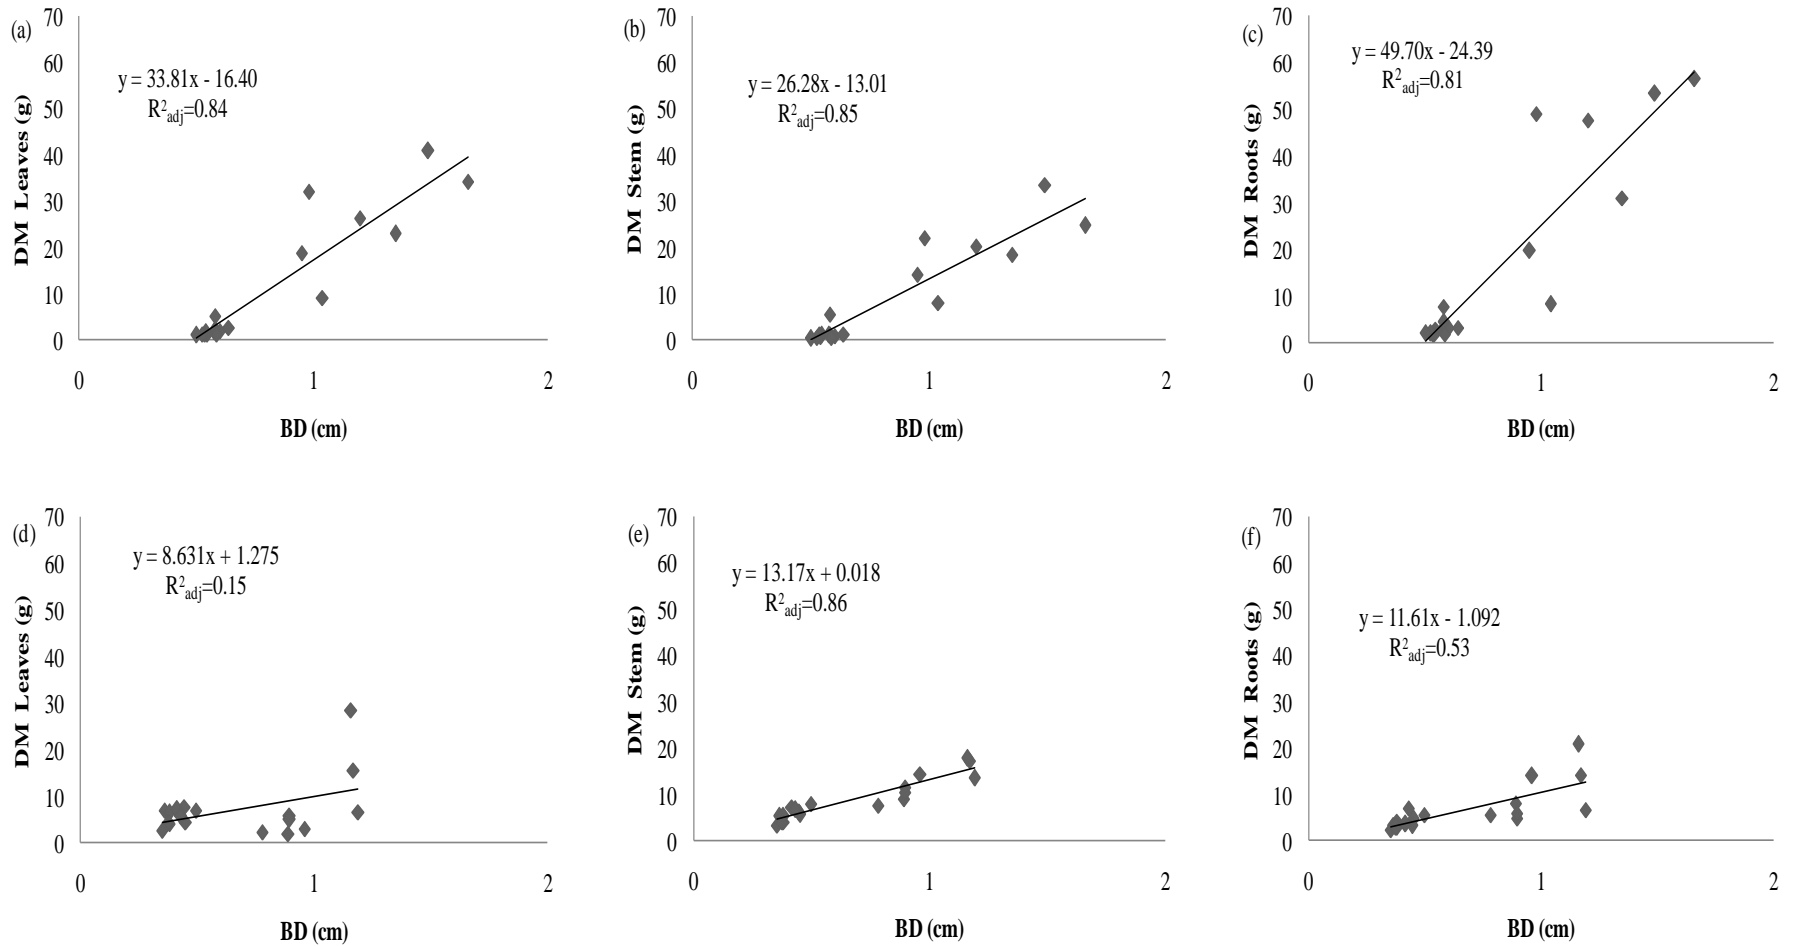 (a)
70
60
50
40
30
20
10
0
y = 33.81x - 16.40
R²adj=0.84
DM Leaves (g)
0 1 2
BD (cm)
(b)
70
60
50
40
30
20
10
0
y = 26.28x - 13.01
R²adj=0.85
DM Stem (g)
0 1 2
BD (cm)
(c)
70
60
50
40
30
20
10
0
y = 49.70x - 24.39
R²adj=0.81
DM Roots (g)
0 1 2
BD (cm)
(d)
70
60
50
40
30
20
10
0
y = 8.631x + 1.275
R²adj=0.15
DM Leaves (g)
0 1 2
BD (cm)
(e)
70
60
50
40
30
20
10
0
y = 13.17x + 0.018
R²adj=0.86
DM Stem (g)
0 1 2
BD (cm)
(f)
70
60
50
40
30
20
10
0
y = 11.61x - 1.092
R²adj=0.53
DM Roots (g)
0 1 2
BD (cm)